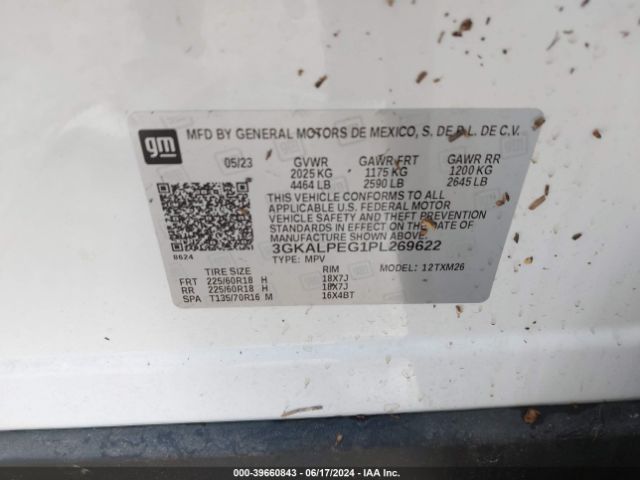 gm
MFD BY GENERAL MOTORS DE MEXICO, S. DE R.L. DE C.V.
05/23 GVWR GAWR FRT GAWR RR
2025 KG 1175 KG 1200 KG
4464 LB 2590 LB 2645 LB
THIS VEHICLE CONFORMS TO ALL
APPLICABLE U.S. FEDERAL MOTOR
VEHICLE SAFETY AND THEFT PREVENTION
STANDARDS IN EFFECT ON THE DATE OF
MANUFACTURE SHOWN ABOVE.
8624 3GKALPEG1PL269622
TYPE: MPV MODEL: 12TXM26
TIRE SIZE RIM
FRT 225/60R18 H 18X7J
RR 225/60R18 H 18X7J
SPA T135/70R16 M 16X4BT
000-39660843 / 06/17/2024 / IAA Inc.